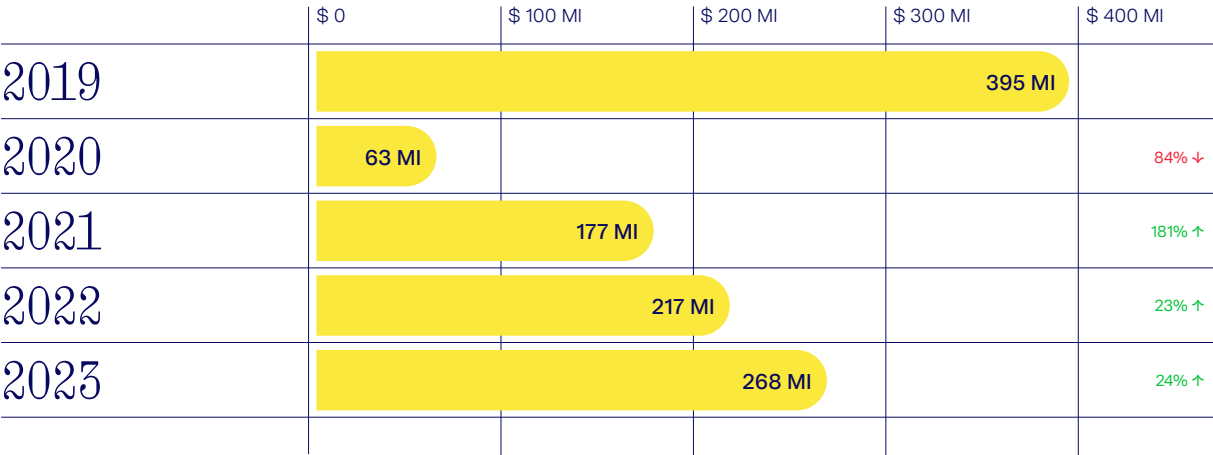 $ 0 $ 100 MI $ 200 MI $ 300 MI $ 400 MI
2019 395 MI
2020 63 MI 84% ↓
2021 177 MI 181% ↑
2022 217 MI 23% ↑
2023 268 MI 24% ↑